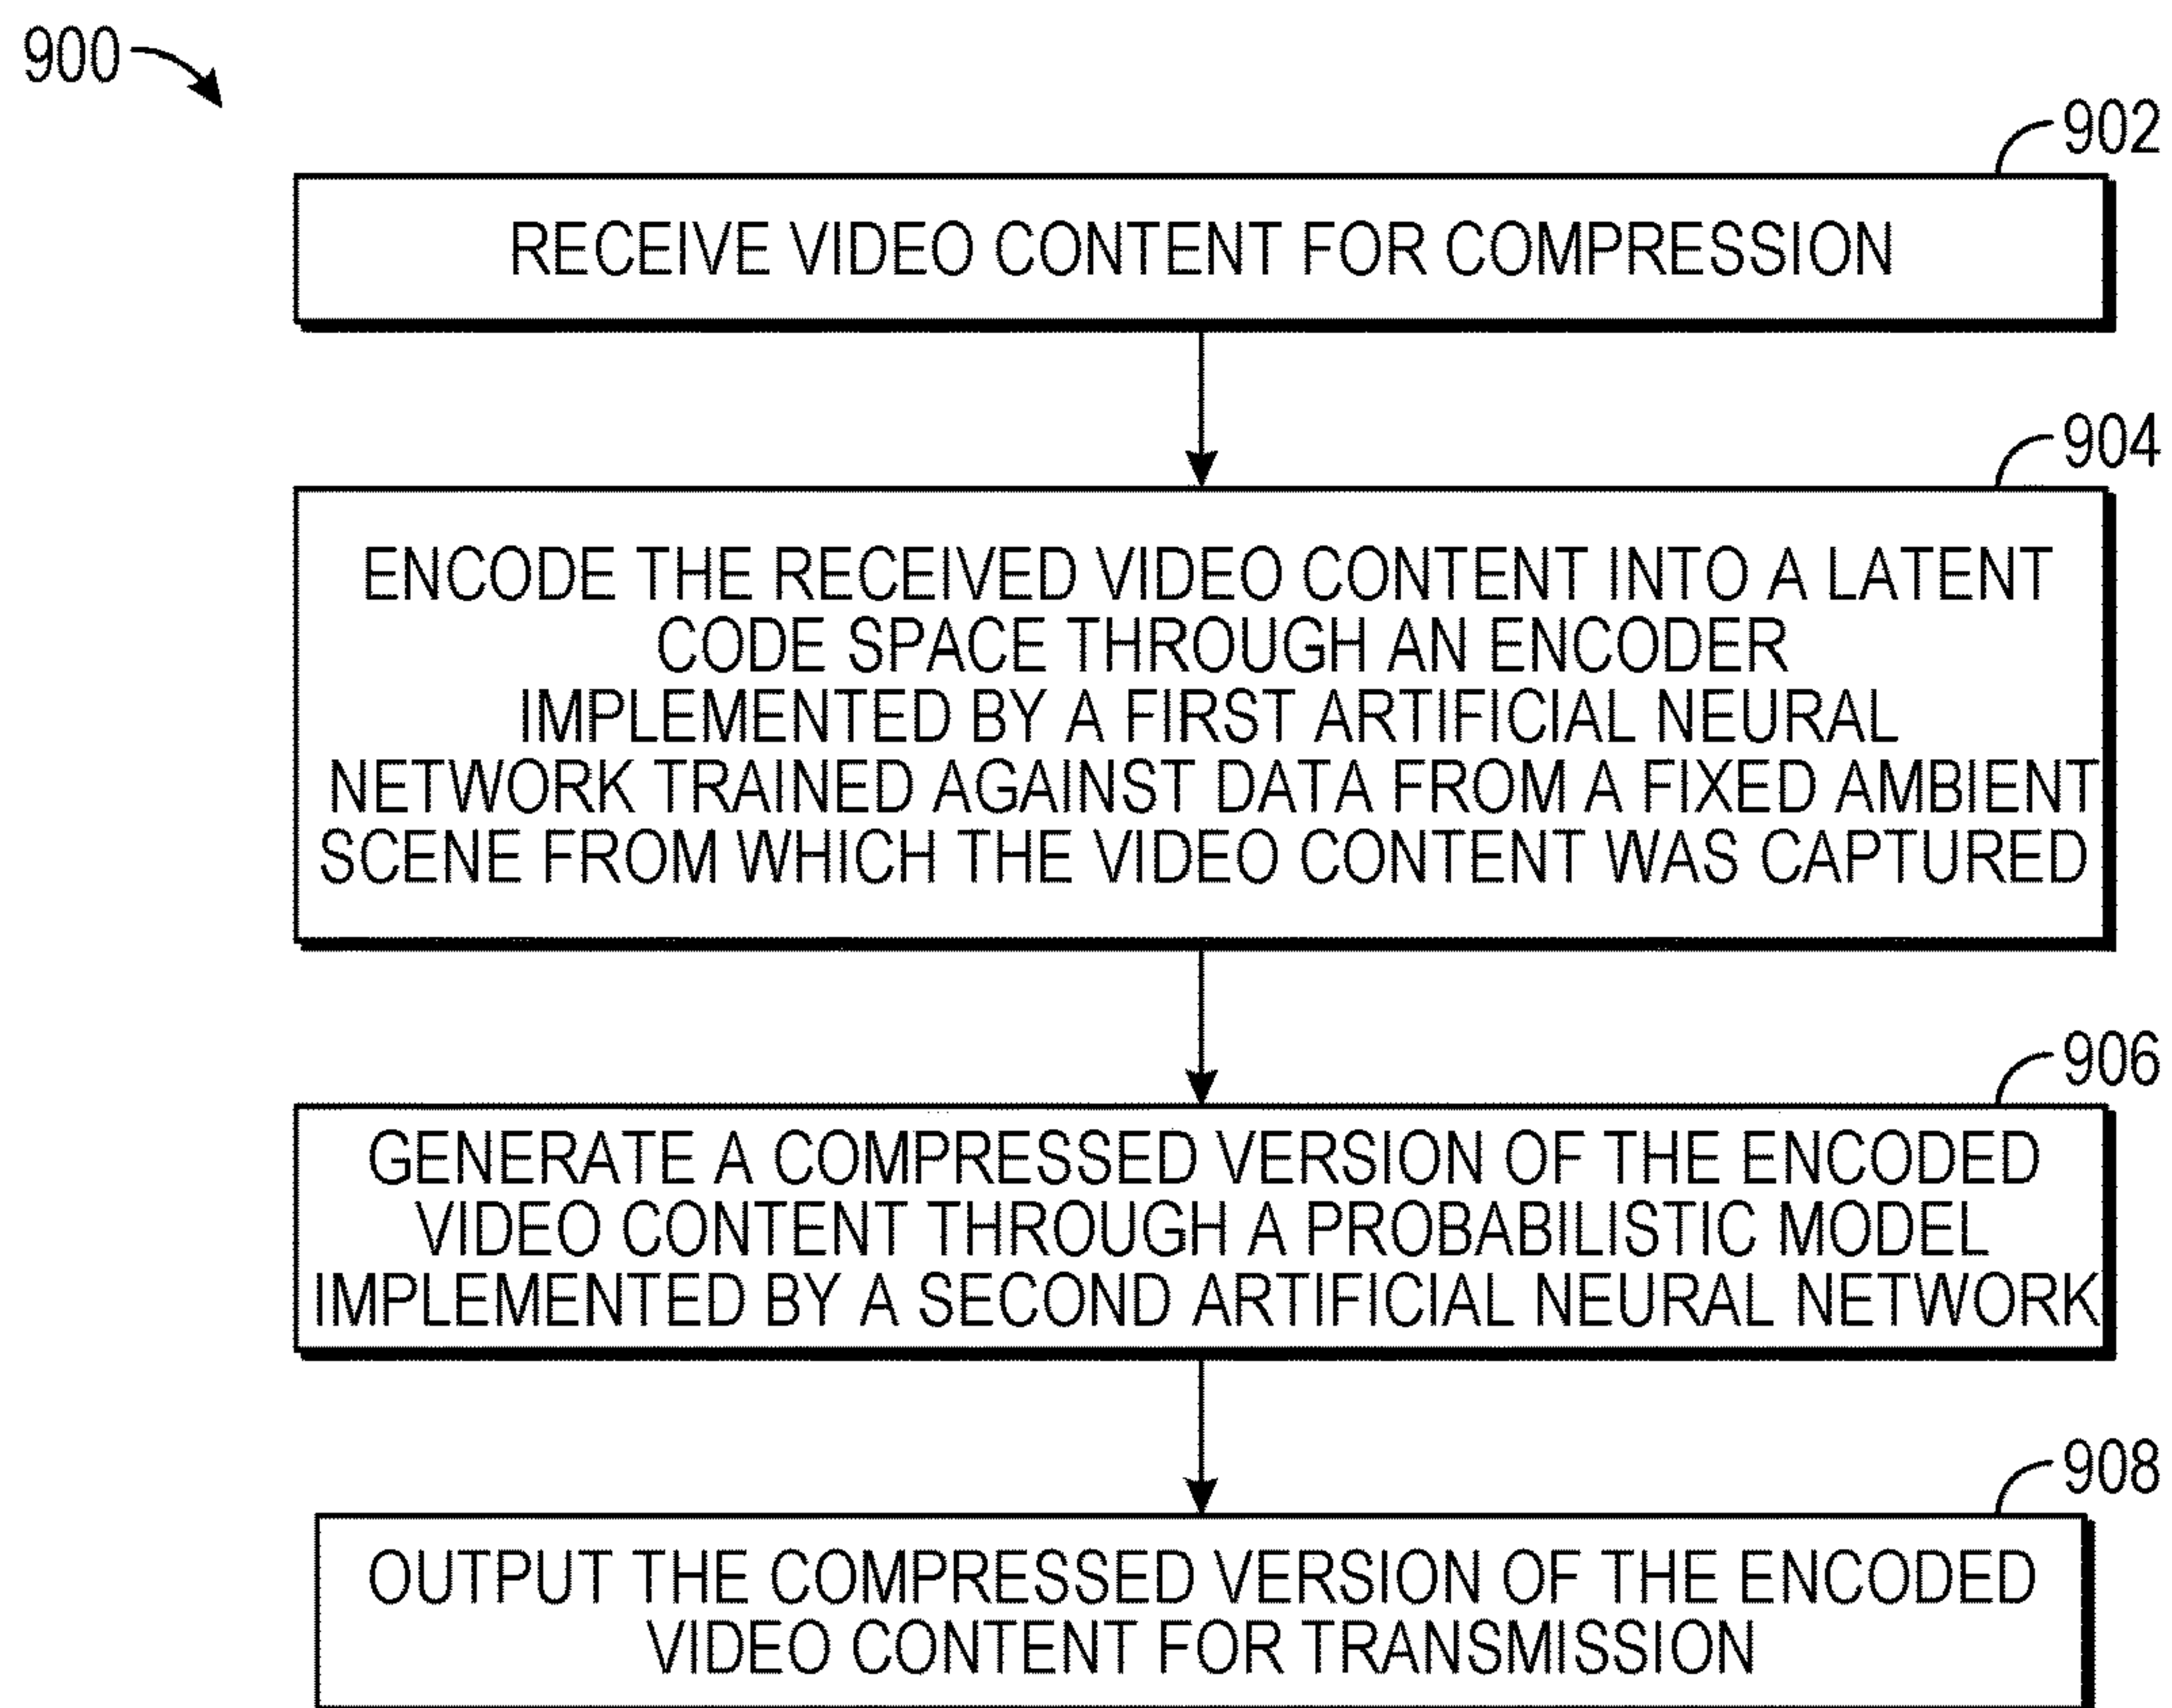 900
902
RECEIVE VIDEO CONTENT FOR COMPRESSION
904
ENCODE THE RECEIVED VIDEO CONTENT INTO A LATENT
CODE SPACE THROUGH AN ENCODER
IMPLEMENTED BY A FIRST ARTIFICIAL NEURAL
NETWORK TRAINED AGAINST DATA FROM A FIXED AMBIENT
SCENE FROM WHICH THE VIDEO CONTENT WAS CAPTURED
906
GENERATE A COMPRESSED VERSION OF THE ENCODED
VIDEO CONTENT THROUGH A PROBABILISTIC MODEL
IMPLEMENTED BY A SECOND ARTIFICIAL NEURAL NETWORK
908
OUTPUT THE COMPRESSED VERSION OF THE ENCODED
VIDEO CONTENT FOR TRANSMISSION